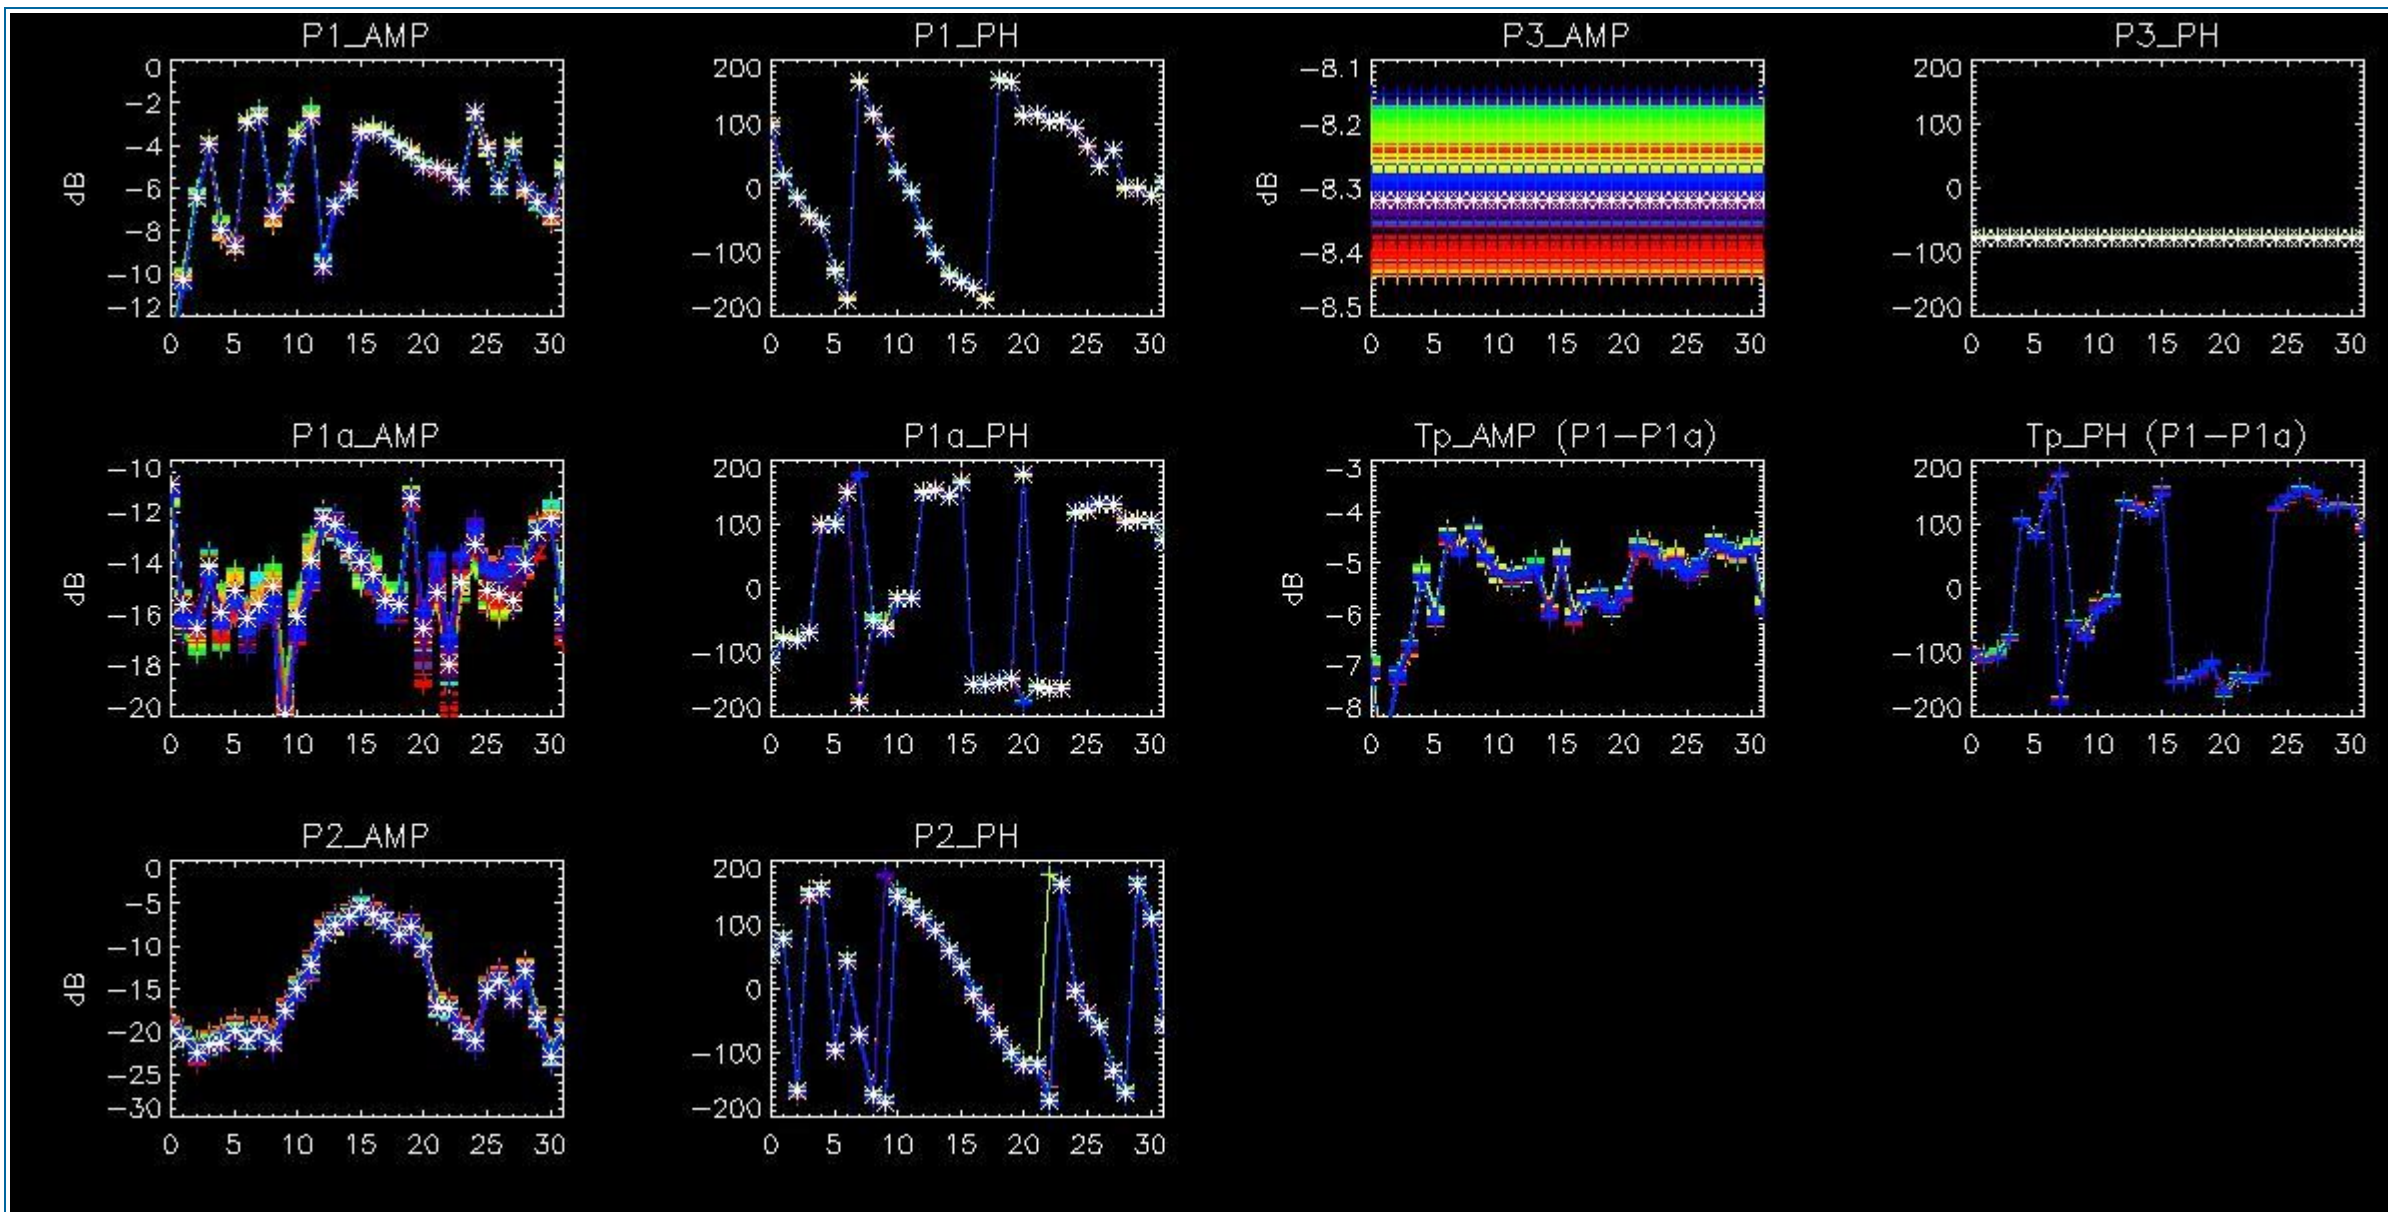 P1_AMP P1_PH P3_AMP P3_PH
0 200 -8.1 200
-2 100 -8.2 100
-4 0 -8.3 0
-6 -100 -8.4 -100
-8 -200 -8.5 -200
-10
-12
dB dB
0 5 10 15 20 25 30 0 5 10 15 20 25 30 0 5 10 15 20 25 30 0 5 10 15 20 25 30
P1a_AMP P1a_PH Tp_AMP (P1-P1a) Tp_PH (P1-P1a)
-10 200 -3 200
-12 100 -4 100
-14 0 -5 0
-16 -100 -6 -100
-18 -200 -7 -200
-20 -8
dB dB
0 5 10 15 20 25 30 0 5 10 15 20 25 30 0 5 10 15 20 25 30 0 5 10 15 20 25 30
P2_AMP P2_PH
0 200
-5 100
-10 0
-15 -100
-20 -200
-25
-30
dB
0 5 10 15 20 25 30 0 5 10 15 20 25 30